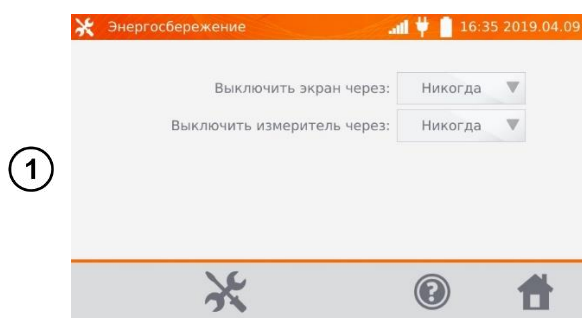 Энергосбережение 16:35 2019.04.09
Выключить экран через: Никогда
Выключить измеритель через: Никогда
1